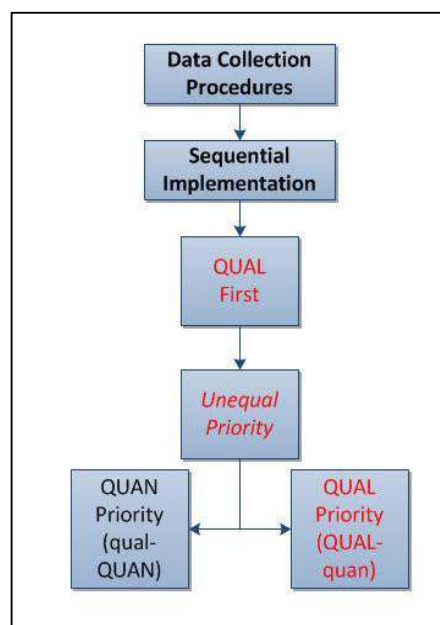 Data Collection
Procedures
Sequential
Implementation
QUAL
First
Unequal
Priority
QUAN
Priority
(qual-
QUAN)
QUAL
Priority
(QUAL-
quan)